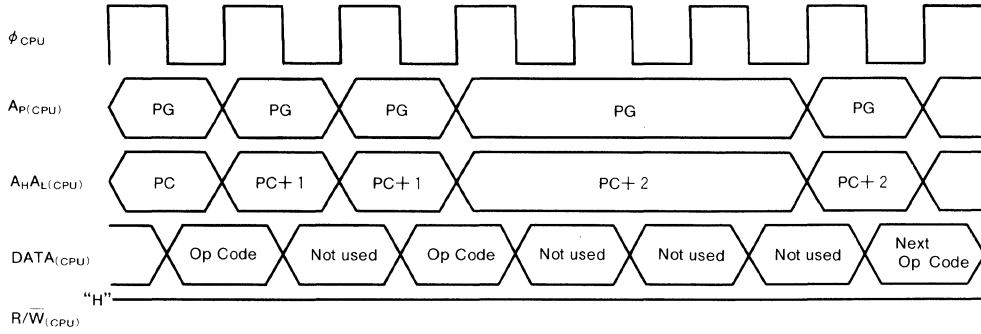 ϕCPU
AP(CPU) PG PG PG PG PG
AHAL(CPU) PC PC+1 PC+1 PC+2 PC+2
DATA(CPU) Op Code Not used Op Code Not used Not used Not used Next Op Code
"H"
R/W̅(CPU)